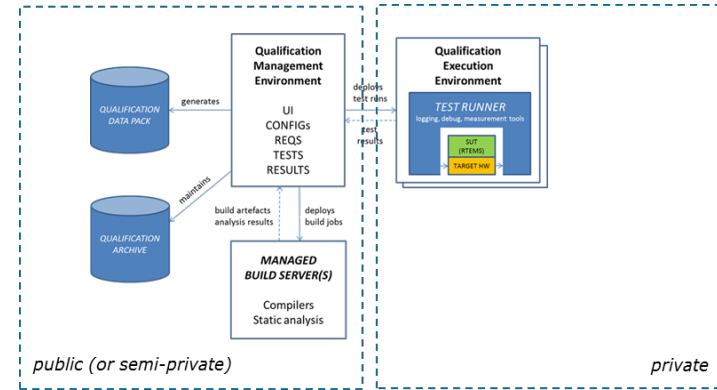 Qualification
Management
Environment
UI
CONFIGs
REQS
TESTS
RESULTS
QUALIFICATION
DATA PACK
generates
QUALIFICATION
ARCHIVE
maintains
build artefacts
analysis results
deploys
build jobs
MANAGED
BUILD SERVER(S)
Compilers
Static analysis
public (or semi-private)
deploys
test runs
test
results
Qualification
Execution
Environment
TEST RUNNER
logging, debug, measurement tools
SUT
(RTEMS)
TARGET HW
private